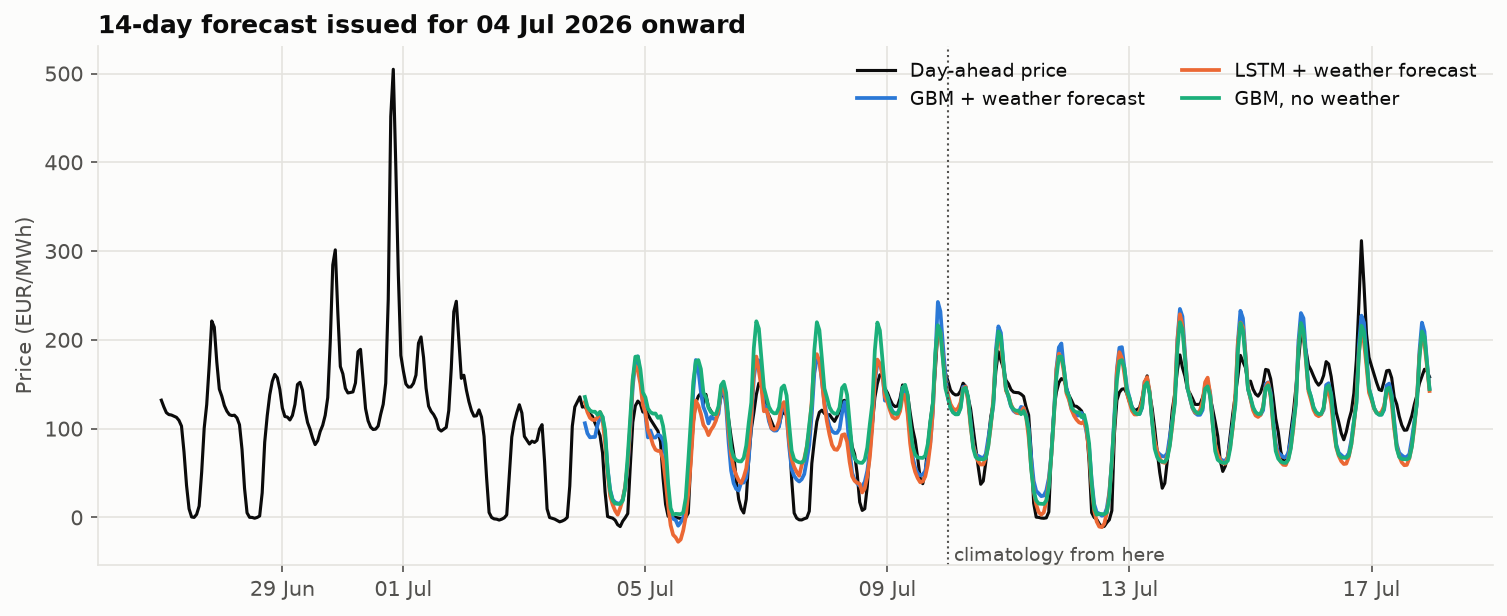 14-day forecast issued for 04 Jul 2026 onward
Day-ahead price
GBM + weather forecast
LSTM + weather forecast
GBM, no weather
Price (EUR/MWh)
500
400
300
200
100
0
climatology from here
29 Jun
01 Jul
05 Jul
09 Jul
13 Jul
17 Jul